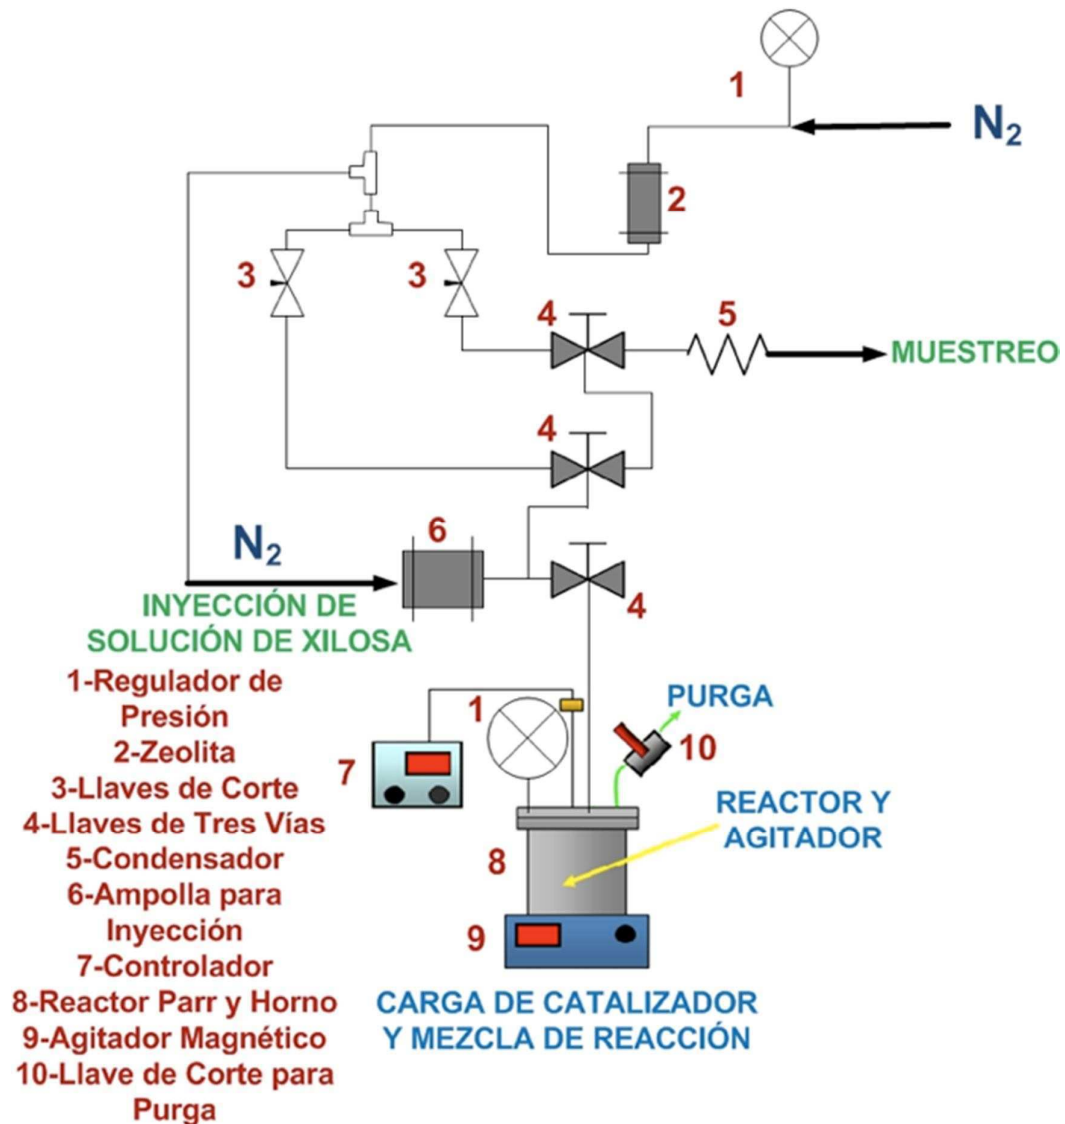 1
N₂
2
3
3
4
5
MUESTREO
4
6
N₂
4
INYECCIÓN DE
SOLUCIÓN DE XILOSA
1-Regulador de
Presión
2-Zeolita
3-Llaves de Corte
4-Llaves de Tres Vías
5-Condensador
6-Ampolla para
Inyección
7-Controlador
8-Reactor Parr y Horno
9-Agitador Magnético
10-Llave de Corte para
Purga
1
PURGA
10
7
REACTOR Y
AGITADOR
8
9
CARGA DE CATALIZADOR
Y MEZCLA DE REACCIÓN